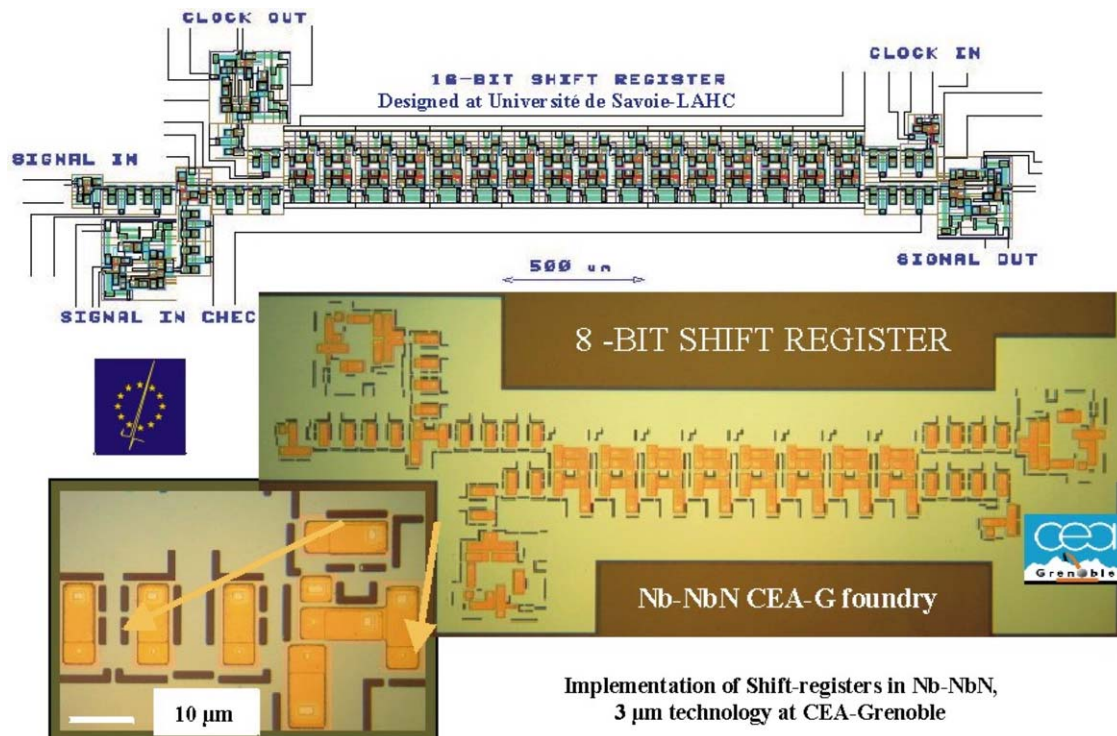 CLOCK OUT
CLOCK IN
16-BIT SHIFT REGISTER
Designed at Université de Savoie-LAHC
SIGNAL IN
SIGNAL OUT
500 um
SIGNAL IN CHEC
8 -BIT SHIFT REGISTER
cea
Grenoble
Nb-NbN CEA-G foundry
10 µm
Implementation of Shift-registers in Nb-NbN,
3 µm technology at CEA-Grenoble